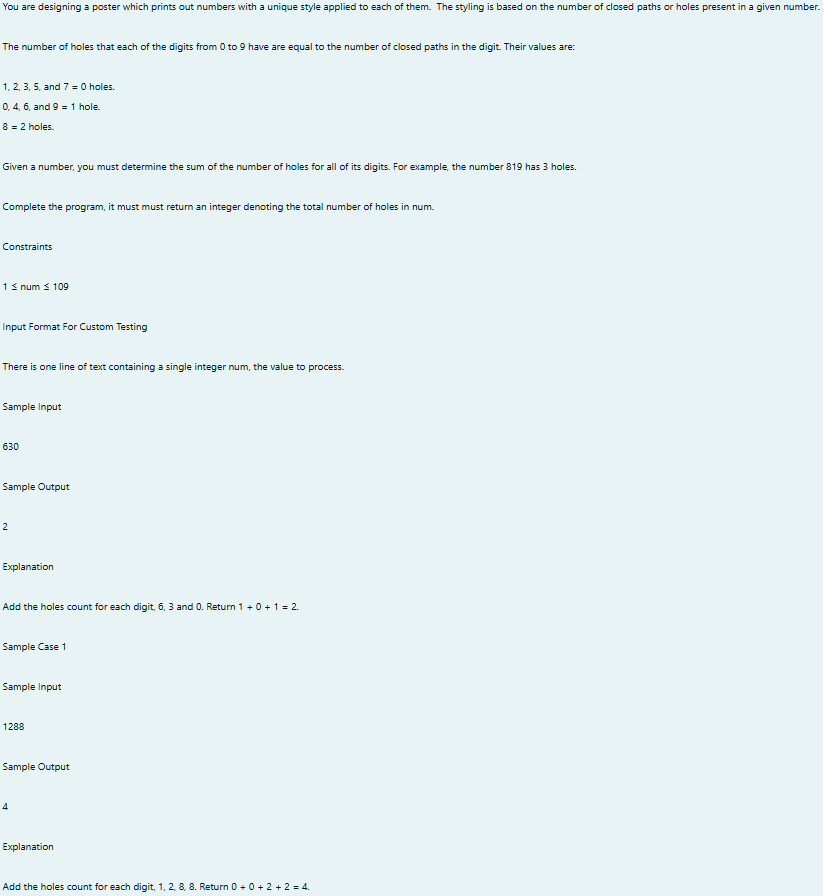 You are designing a poster which prints out numbers with a unique style applied to each of them.  The styling is based on the number of closed paths or holes present in a given number.
The number of holes that each of the digits from 0 to 9 have are equal to the number of closed paths in the digit. Their values are:
1, 2, 3, 5, and 7 = 0 holes.
0, 4, 6, and 9 = 1 hole.
8 = 2 holes.
Given a number, you must determine the sum of the number of holes for all of its digits. For example, the number 819 has 3 holes.
Complete the program, it must must return an integer denoting the total number of holes in num.
Constraints
1 ≤ num ≤ 109
Input Format For Custom Testing
There is one line of text containing a single integer num, the value to process.
Sample Input
630
Sample Output
2
Explanation
Add the holes count for each digit, 6, 3 and 0. Return 1 + 0 + 1 = 2.
Sample Case 1
Sample Input
1288
Sample Output
4
Explanation
Add the holes count for each digit, 1, 2, 8, 8. Return 0 + 0 + 2 + 2 = 4.